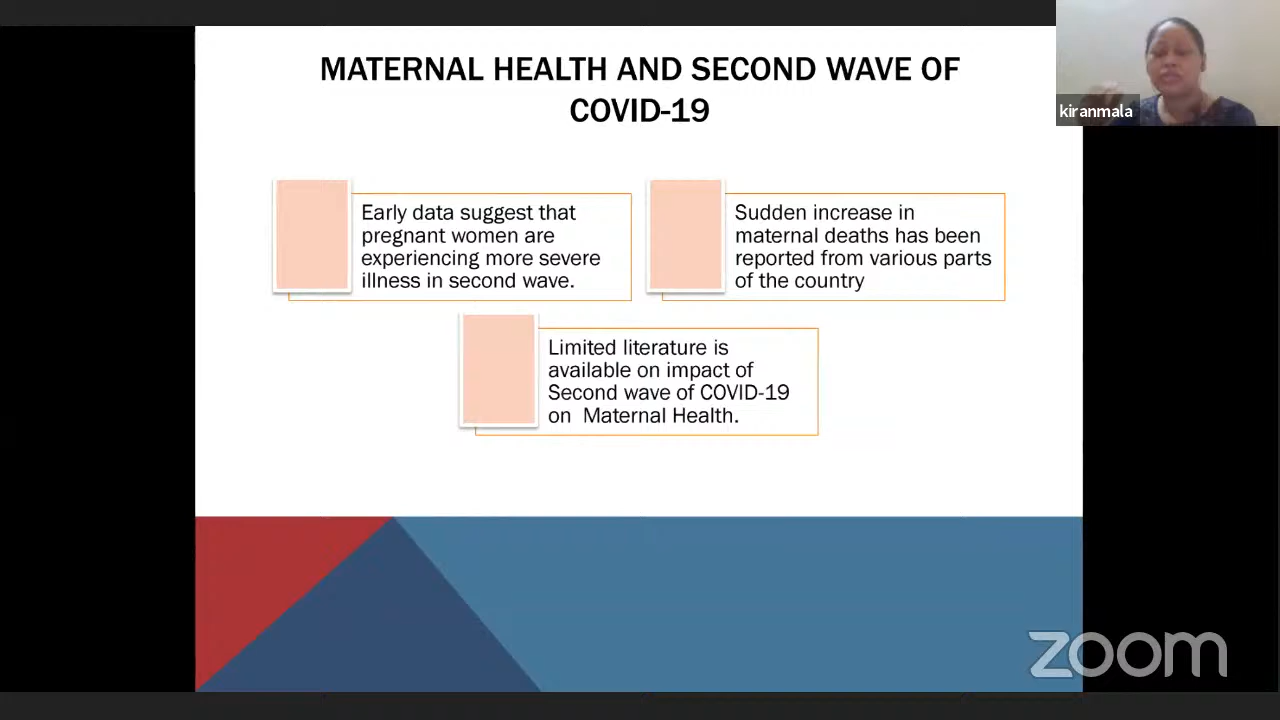 MATERNAL HEALTH AND SECOND WAVE OF
COVID-19
kiranmala
Early data suggest that
pregnant women are
experiencing more severe
illness in second wave.
Sudden increase in
maternal deaths has been
reported from various parts
of the country
Limited literature is
available on impact of
Second wave of COVID-19
on  Maternal Health.
zoom